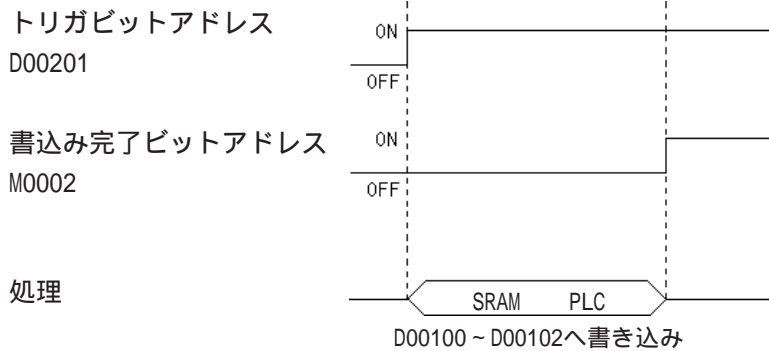 トリガビットアドレス
D00201
ON
OFF
書込み完了ビットアドレス
M0002
ON
OFF
処理
SRAM PLC
D00100~D00102へ書き込み